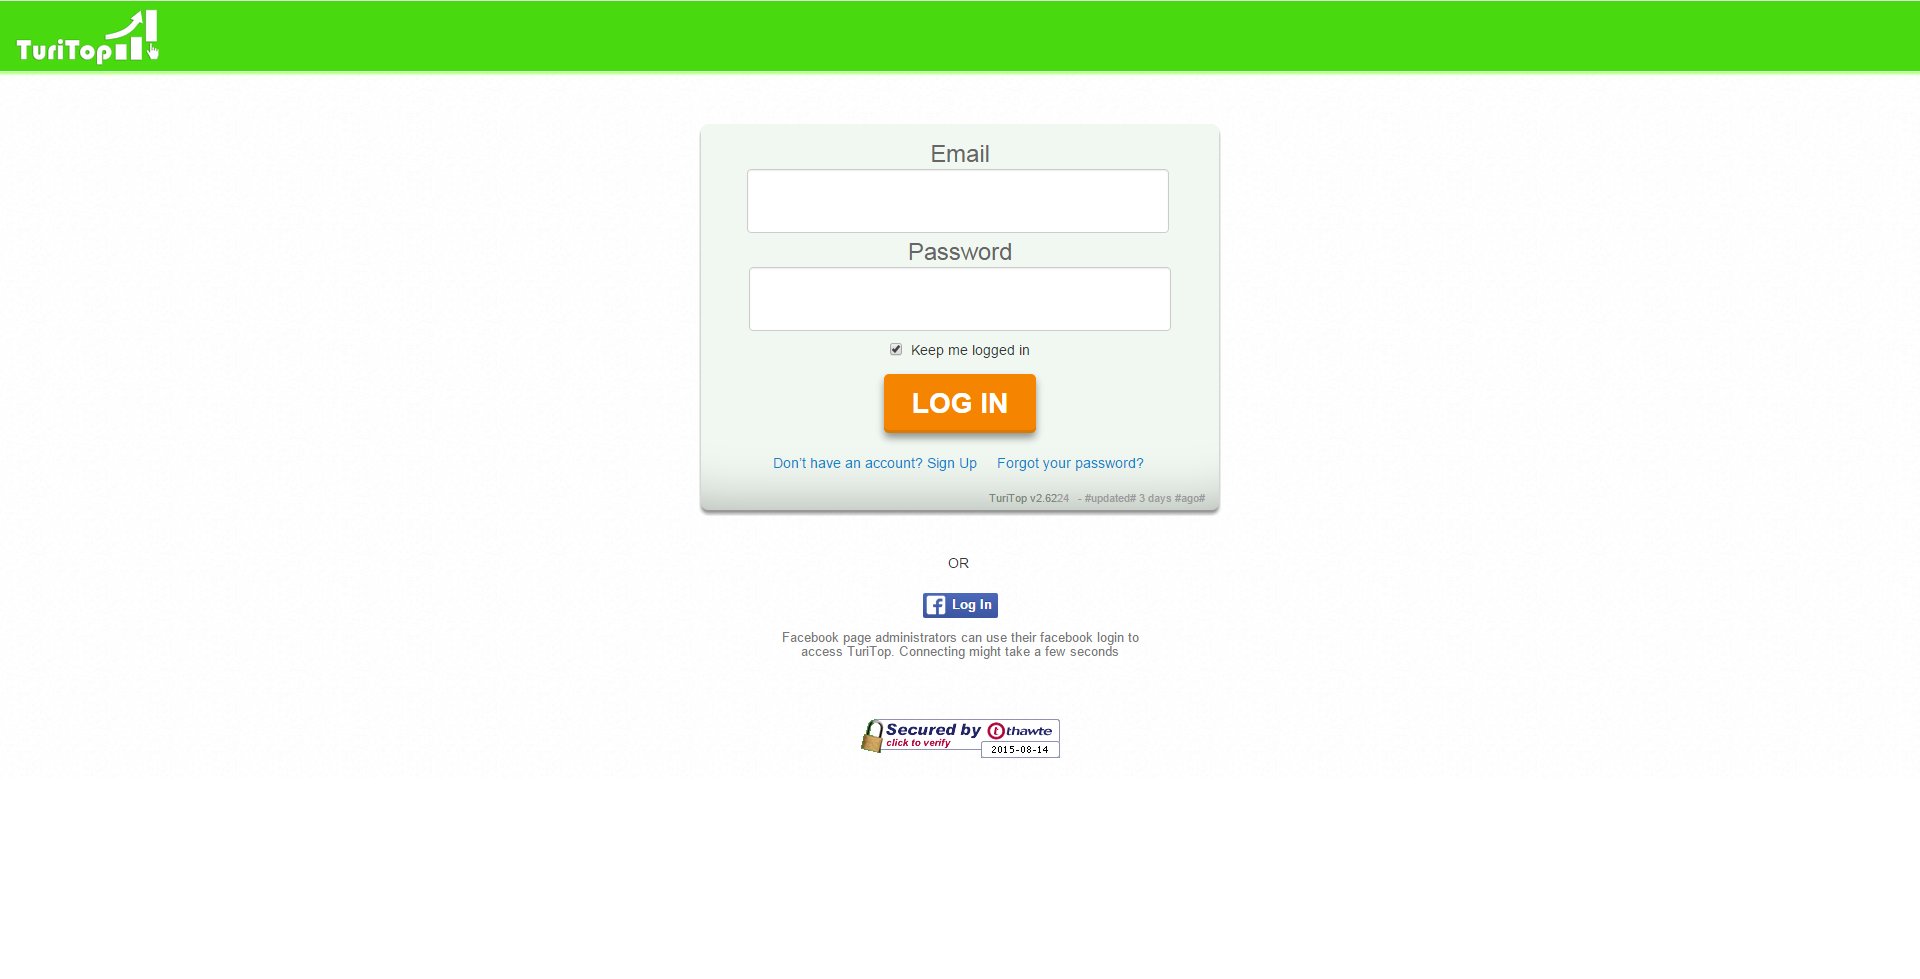 TuriTop
Email
Password
Keep me logged in
LOG IN
Don't have an account? Sign Up Forgot your password?
TuriTop v2.6224 - #updated# 3 days #ago#
OR
Log In
Facebook page administrators can use their facebook login to
access TuriTop. Connecting might take a few seconds
Secured by thawte
click to verify
2015-08-14